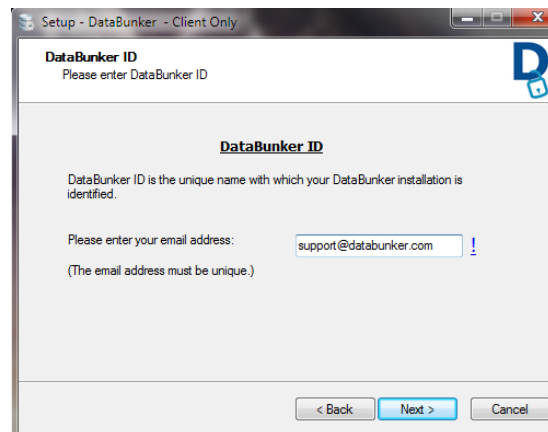 Setup - DataBunker - Client Only
DataBunker ID
Please enter DataBunker ID
D
DataBunker ID
DataBunker ID is the unique name with which your DataBunker installation is
identified.
Please enter your email address:
support@databunker.com
!
(The email address must be unique.)
< Back
Next >
Cancel